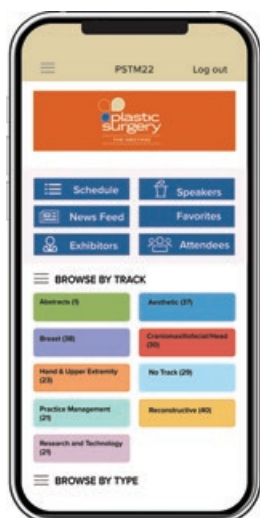 PSTM22 Log out
plastic
surgery
THE MEETING
Schedule Speakers
News Feed Favorites
Exhibitors Attendees
BROWSE BY TRACK
Abstracts (1) Aesthetic (37)
Breast (38) Craniomaxillofacial/Head
(30)
Hand & Upper Extremity No Track (29)
(23)
Practice Management Reconstructive (40)
(21)
Research and Technology
(21)
BROWSE BY TYPE